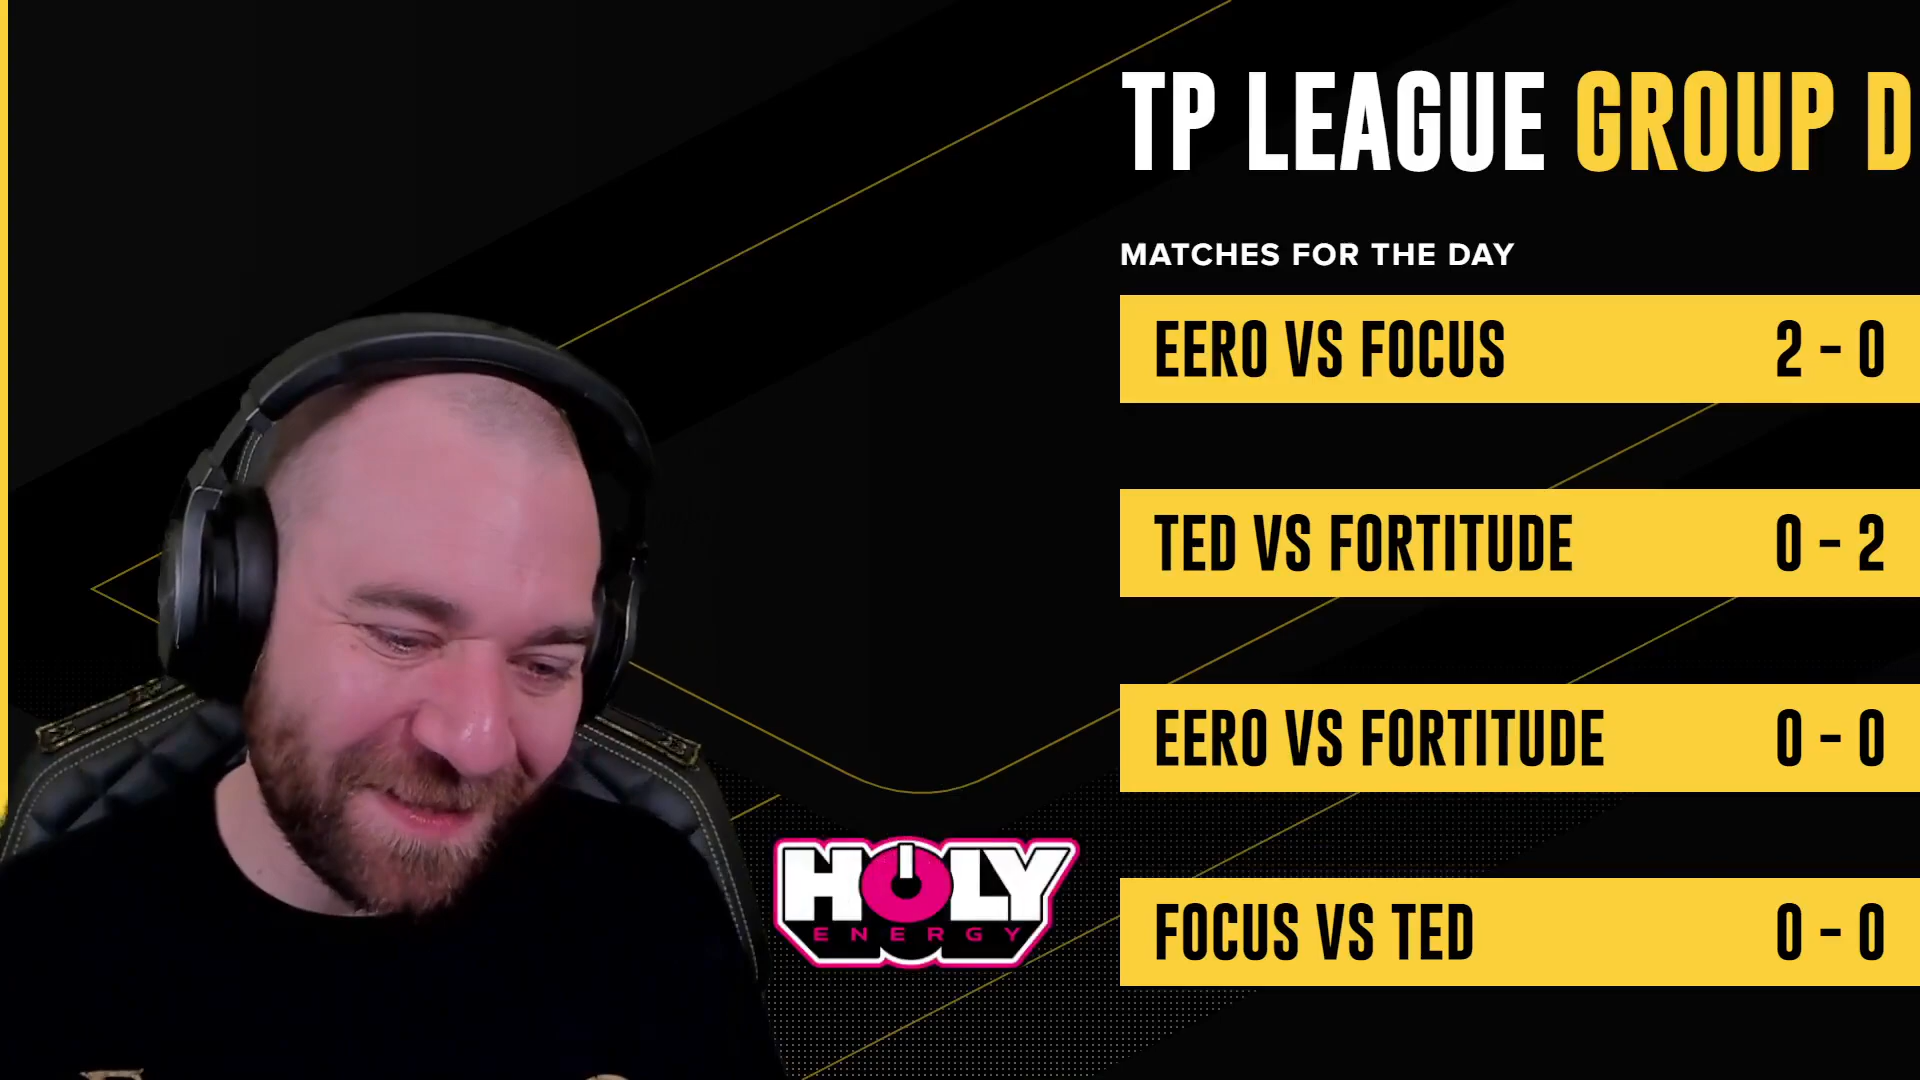 TP LEAGUE GROUP D
MATCHES FOR THE DAY
EERO VS FOCUS 2 - 0
TED VS FORTITUDE 0 - 2
EERO VS FORTITUDE 0 - 0
FOCUS VS TED 0 - 0
HOLY
ENERGY